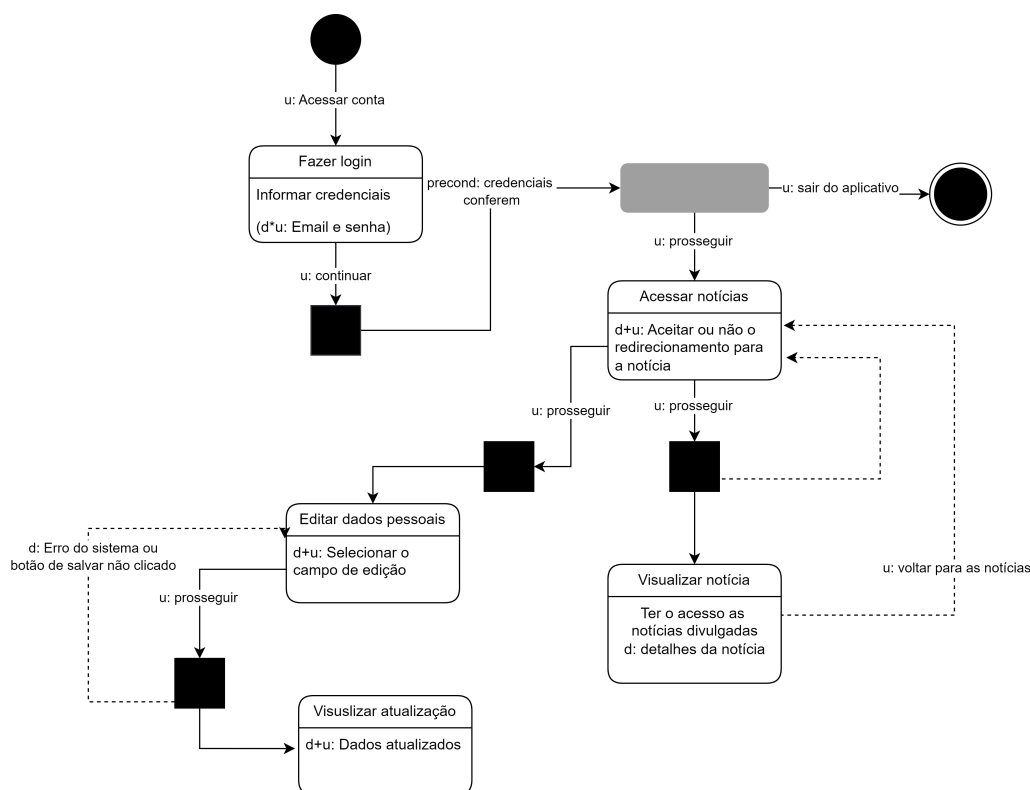 u: Acessar conta
Fazer login
Informar credenciais
(d*u: Email e senha)
precond: credenciais
conferem
u: sair do aplicativo
u: continuar
u: prosseguir
Acessar notícias
d+u: Aceitar ou não o
redirecionamento para
a notícia
u: prosseguir
u: prosseguir
Editar dados pessoais
d+u: Selecionar o
campo de edição
d: Erro do sistema ou
botão de salvar não clicado
u: prosseguir
Visualizar notícia
Ter o acesso as
notícias divulgadas
d: detalhes da notícia
u: voltar para as notícias
Visuslizar atualização
d+u: Dados atualizados